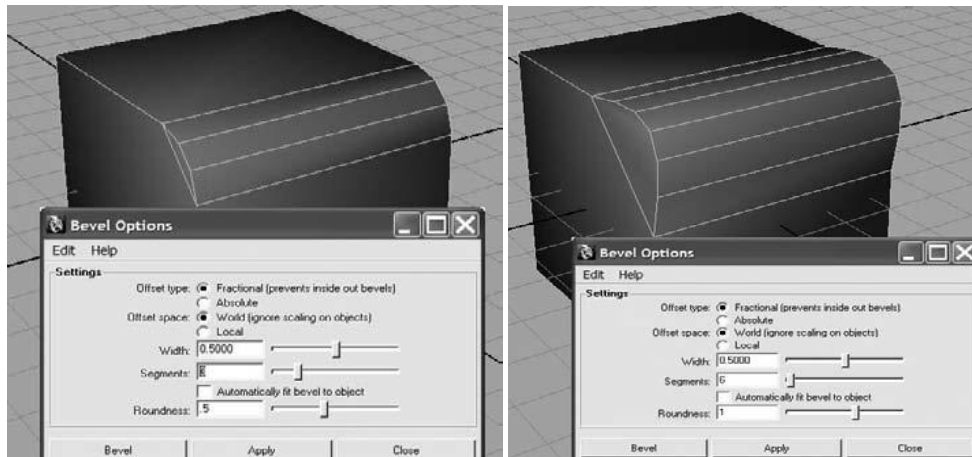 Bevel Options
Edit Help
Settings
Offset type: Fractional (prevents inside out bevels)
Absolute
Offset space: World (ignore scaling on objects)
Local
Width: 0.5000
Segments:
Automatically fit bevel to object
Roundness: .5
Bevel Apply Close
Bevel Options
Edit Help
Settings
Offset type: Fractional (prevents inside out bevels)
Absolute
Offset space: World (ignore scaling on objects)
Local
Width: 0.5000
Segments: 6
Automatically fit bevel to object
Roundness: 1
Bevel Apply Close